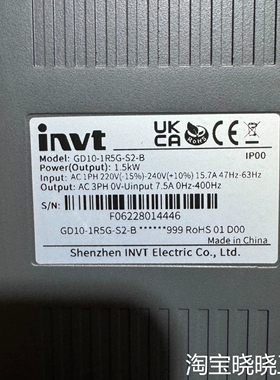 invt
UK
CA
RoHS
CE
Model: GD10-1R5G-S2-B
IP00
Power(Output): 1.5kW
Input: AC 1PH 220V(-15%)-240V(+10%) 15.7A 47Hz-63Hz
Output: AC 3PH 0V-Uinput 7.5A 0Hz-400Hz
S/N:
F06228014446
GD10-1R5G-S2-B ******999 RoHS 01 D00
Made in China
Shenzhen INVT Electric Co., Ltd.
淘宝晓晓